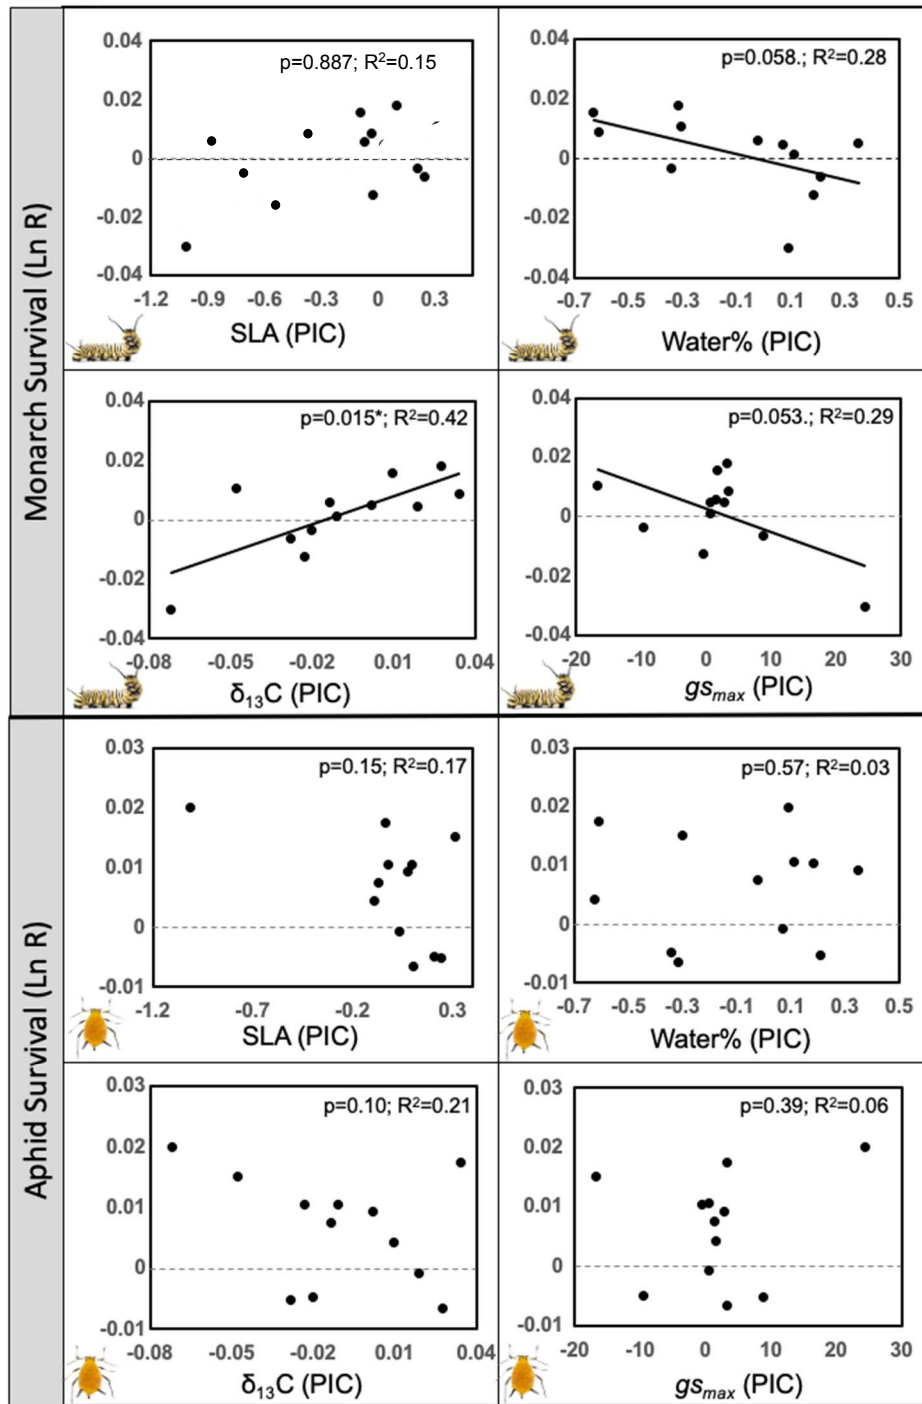 Monarch Survival (Ln R)
0.04
0.02
0
-0.02
-0.04
p=0.887; R²=0.15
-1.2 -0.9 -0.6 -0.3 0 0.3
SLA (PIC)
0.04
0.02
0
-0.02
-0.04
p=0.058.; R²=0.28
-0.7 -0.5 -0.3 -0.1 0.1 0.3 0.5
Water% (PIC)
0.04
0.02
0
-0.02
-0.04
p=0.015*; R²=0.42
-0.08 -0.05 -0.02 0.01 0.04
δ₁₃C (PIC)
0.04
0.02
0
-0.02
-0.04
p=0.053.; R²=0.29
-20 -10 0 10 20 30
gsmax (PIC)
Aphid Survival (Ln R)
0.03
0.02
0.01
0
-0.01
p=0.15; R²=0.17
-1.2 -0.7 -0.2 0.3
SLA (PIC)
0.03
0.02
0.01
0
-0.01
p=0.57; R²=0.03
-0.7 -0.5 -0.3 -0.1 0.1 0.3 0.5
Water% (PIC)
0.03
0.02
0.01
0
-0.01
p=0.10; R²=0.21
-0.08 -0.05 -0.02 0.01 0.04
δ₁₃C (PIC)
0.03
0.02
0.01
0
-0.01
p=0.39; R²=0.06
-20 -10 0 10 20 30
gsmax (PIC)